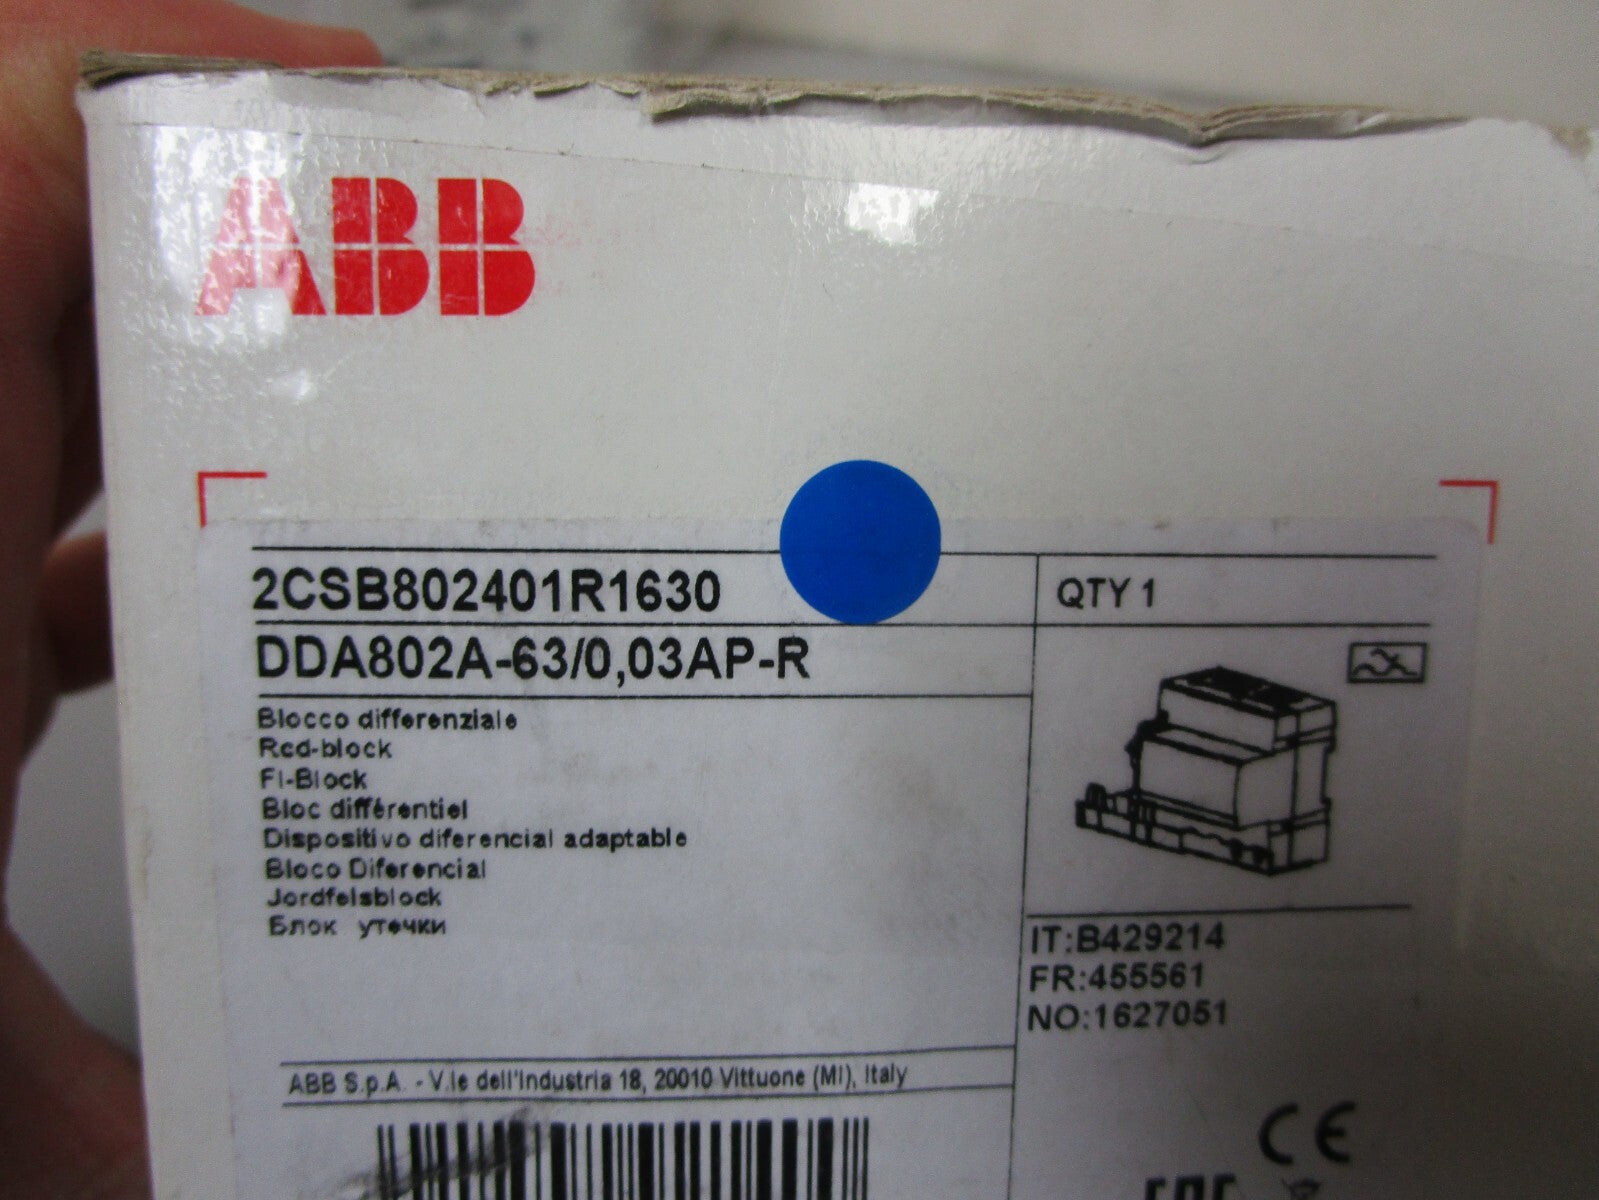 ABB
2CSB802401R1630
QTY 1
DDA802A-63/0,03AP-R
Blocco differenziale
Rcd-block
FI-Block
Bloc différentiel
Dispositivo diferencial adaptable
Bloco Diferencial
Jordfelsblock
Блок утечки
IT:B429214
FR:455561
NO:1627051
ABB S.p.A. - V.le dell'Industria 18, 20010 Vittuone (MI), Italy
CE